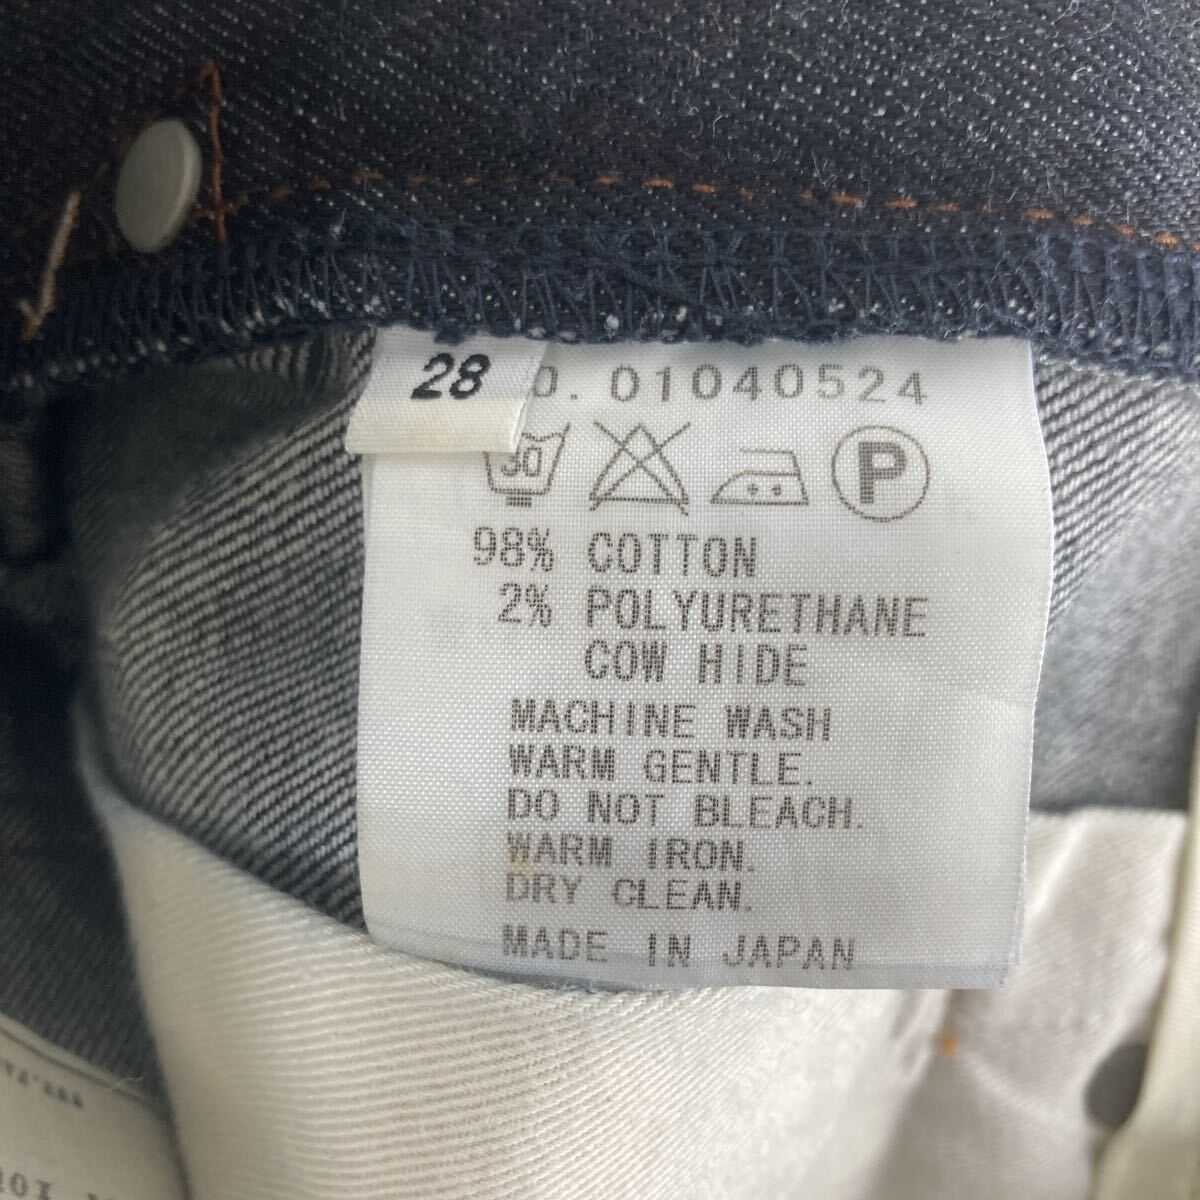 28
0. 01040524
30
P
98% COTTON
2% POLYURETHANE
COW HIDE
MACHINE WASH
WARM GENTLE.
DO NOT BLEACH.
WARM IRON.
DRY CLEAN.
MADE IN JAPAN